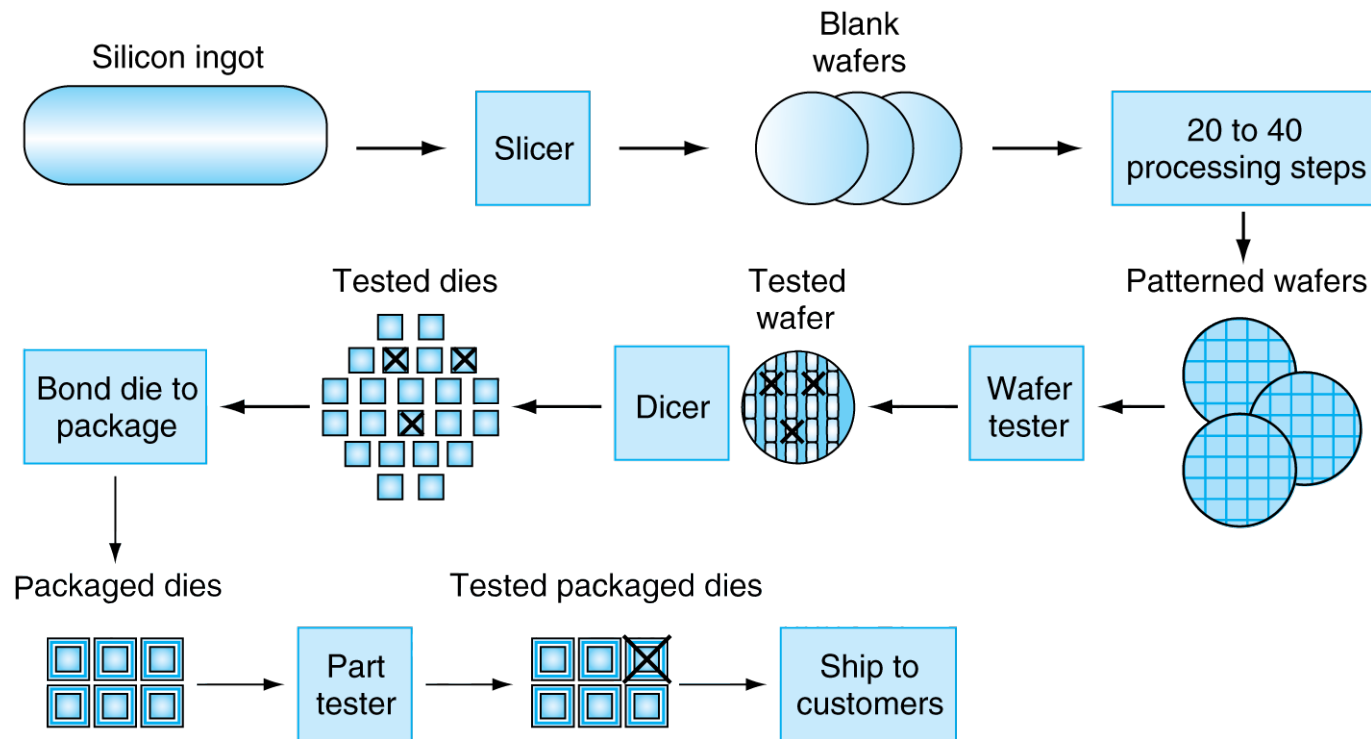 Silicon ingot
Slicer
Blank
wafers
20 to 40
processing steps
Tested dies
Tested
wafer
Patterned wafers
Bond die to
package
Dicer
Wafer
tester
Packaged dies
Tested packaged dies
Part
tester
Ship to
customers